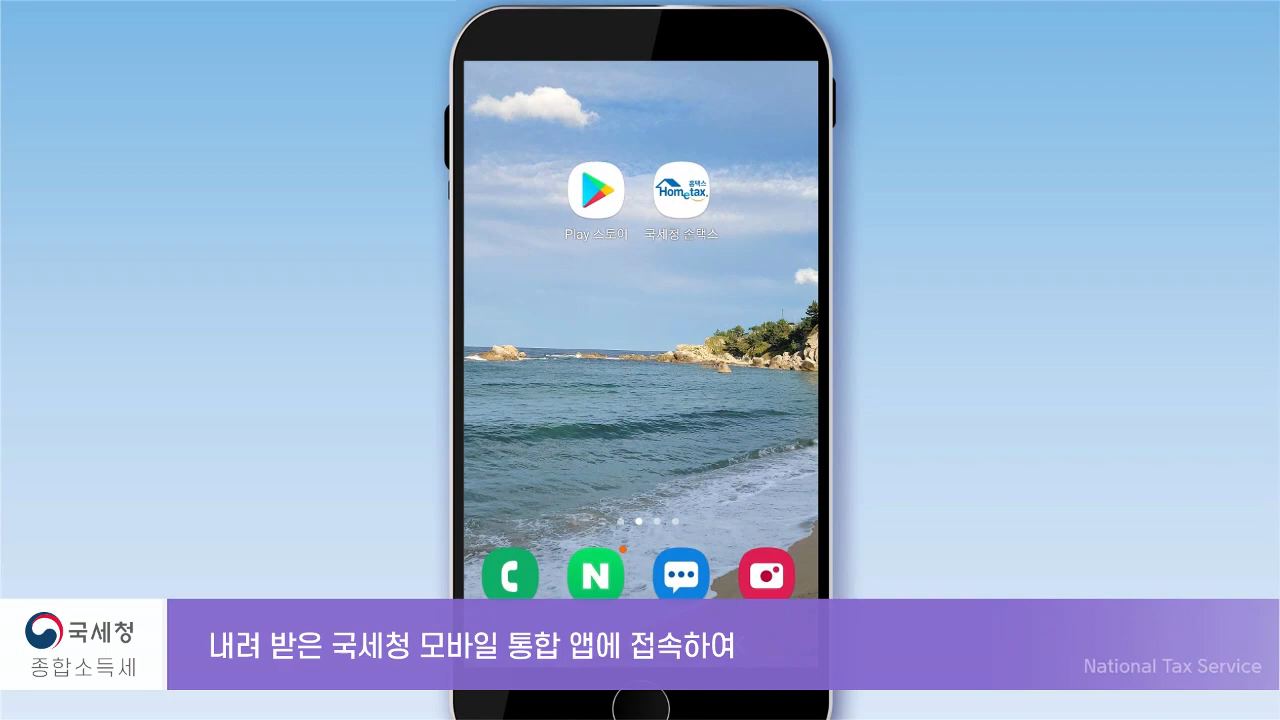 홈택스
Hometax.
Play 스토어
국세청 손택스
N
국세청
종합소득세
내려 받은 국세청 모바일 통합 앱에 접속하여
National Tax Service